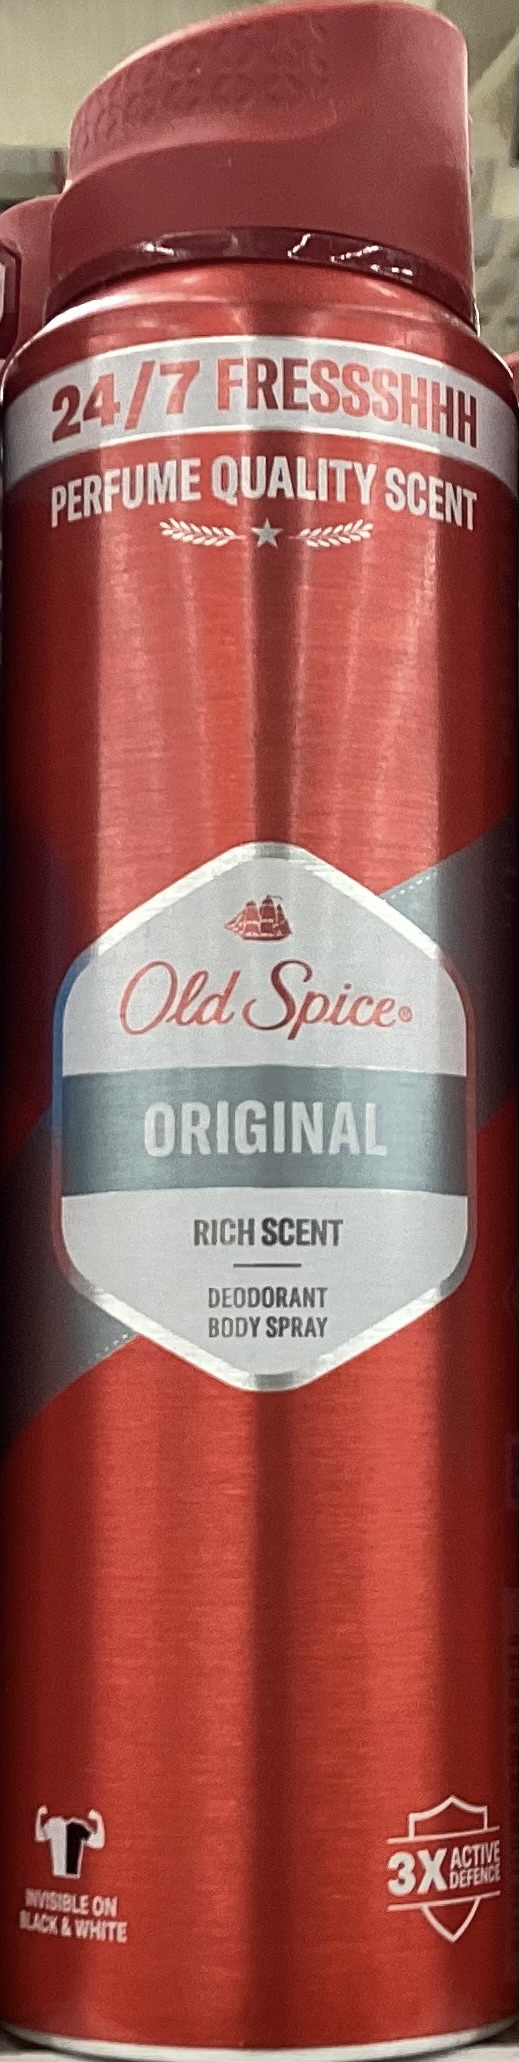 24/7 FRESSSHHH
PERFUME QUALITY SCENT
Old Spice®
ORIGINAL
RICH SCENT
DEODORANT
BODY SPRAY
INVISIBLE ON
BLACK & WHITE
3X ACTIVE
DEFENCE